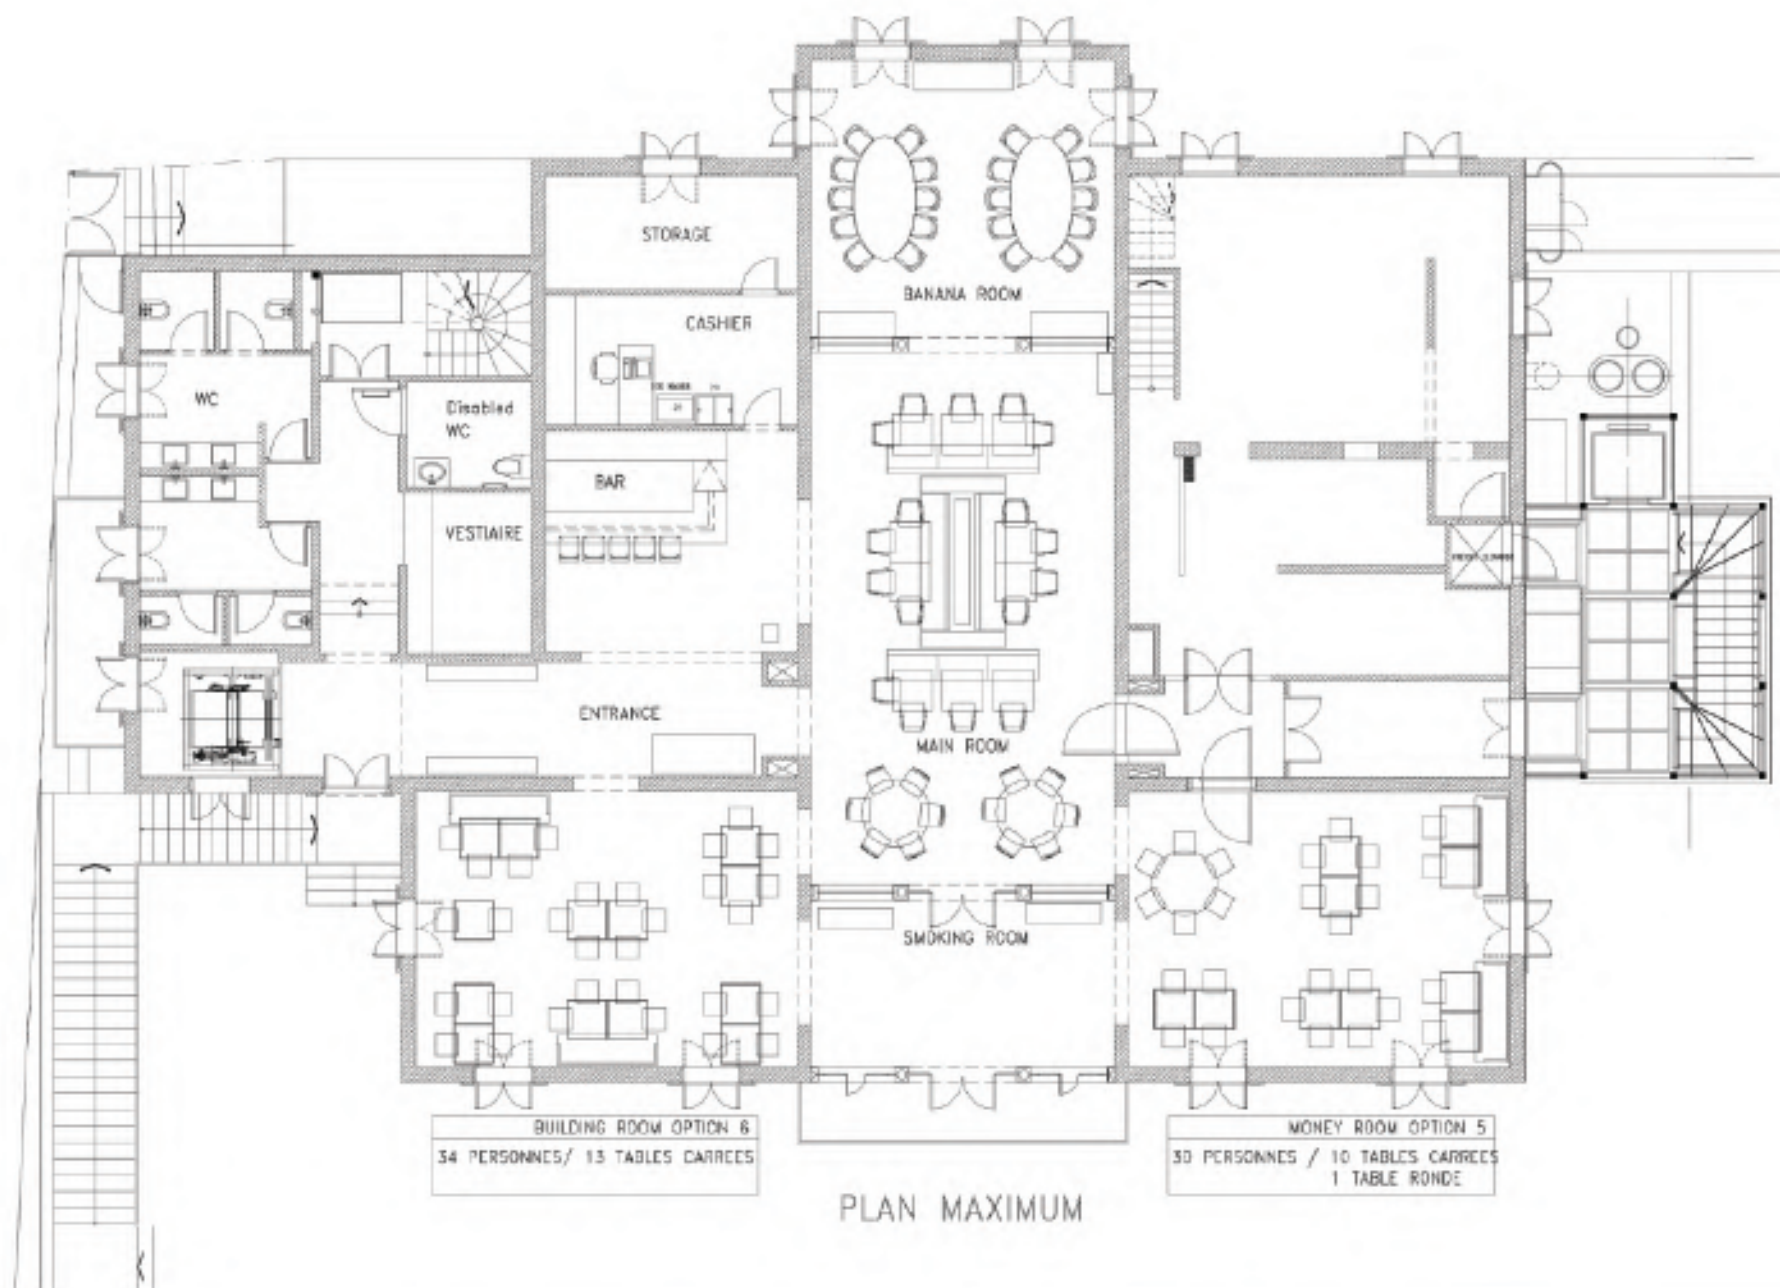 STORAGE
BANANA ROOM
CASHIER
WC
Disabled
WC
BAR
VESTIAIRE
ENTRANCE
MAIN ROOM
SMOKING ROOM
BUILDING ROOM OPTION 6
34 PERSONNES/ 13 TABLES CARREES
MONEY ROOM OPTION 5
30 PERSONNES / 10 TABLES CARREES
1 TABLE RONDE
PLAN MAXIMUM